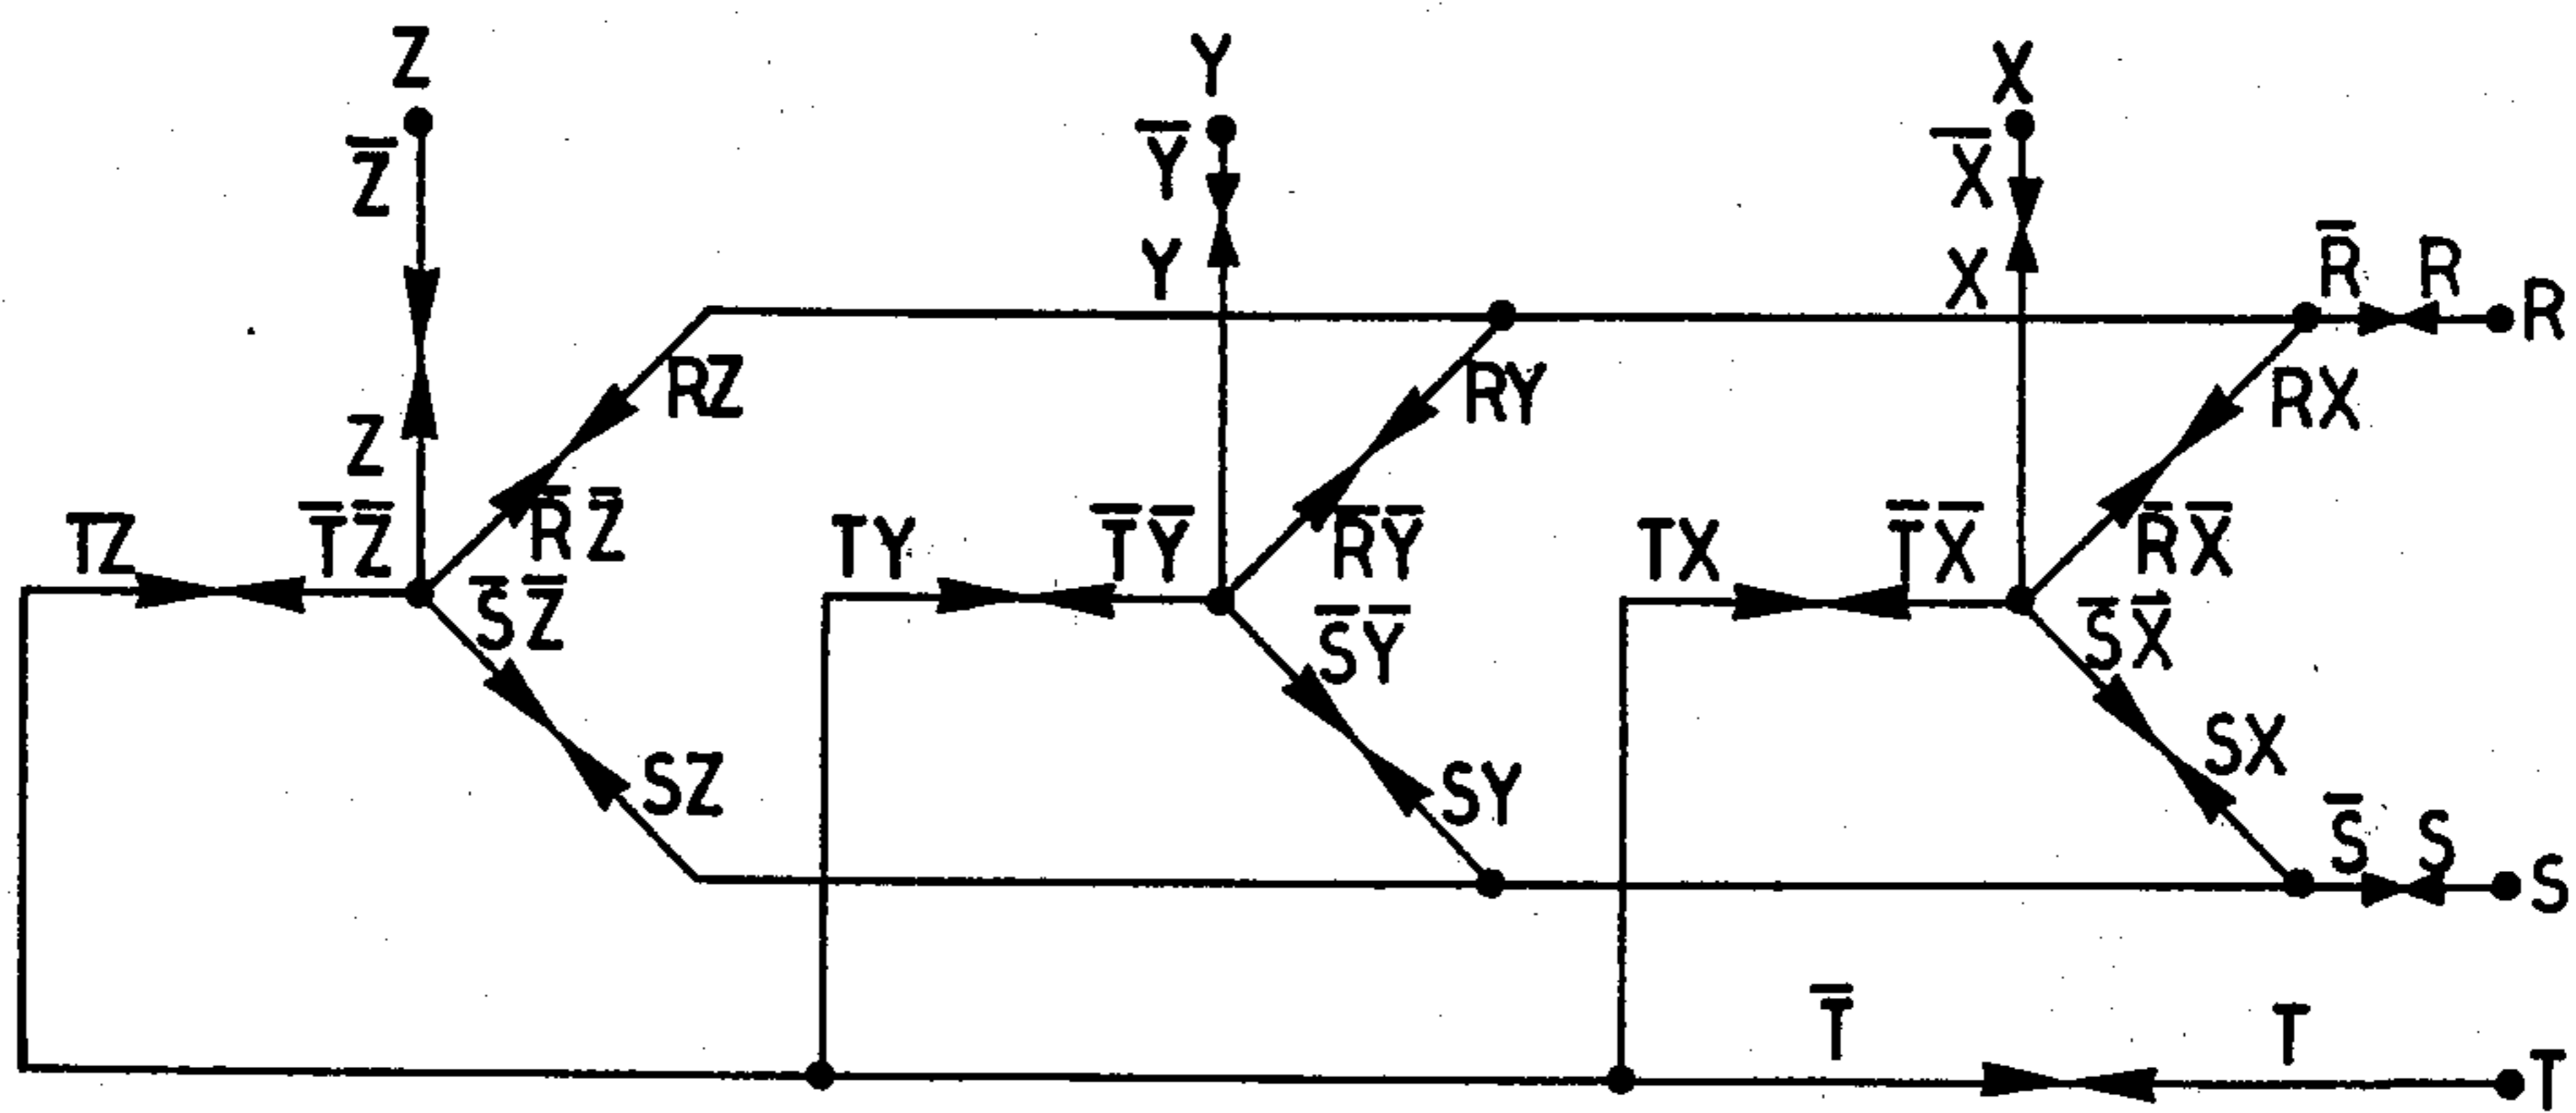 Z Y X
Z̅ Y̅ X̅
Y X R̅ R R
Z RZ RY RX
TZ T̅Z̅ R̅Z̅ TY T̅Y̅ R̅Y̅ TX T̅X̅ R̅X̅
S̅Z̅ S̅Y̅ S̅X̅
SZ SY SX
S̅ S S
T̅ T T